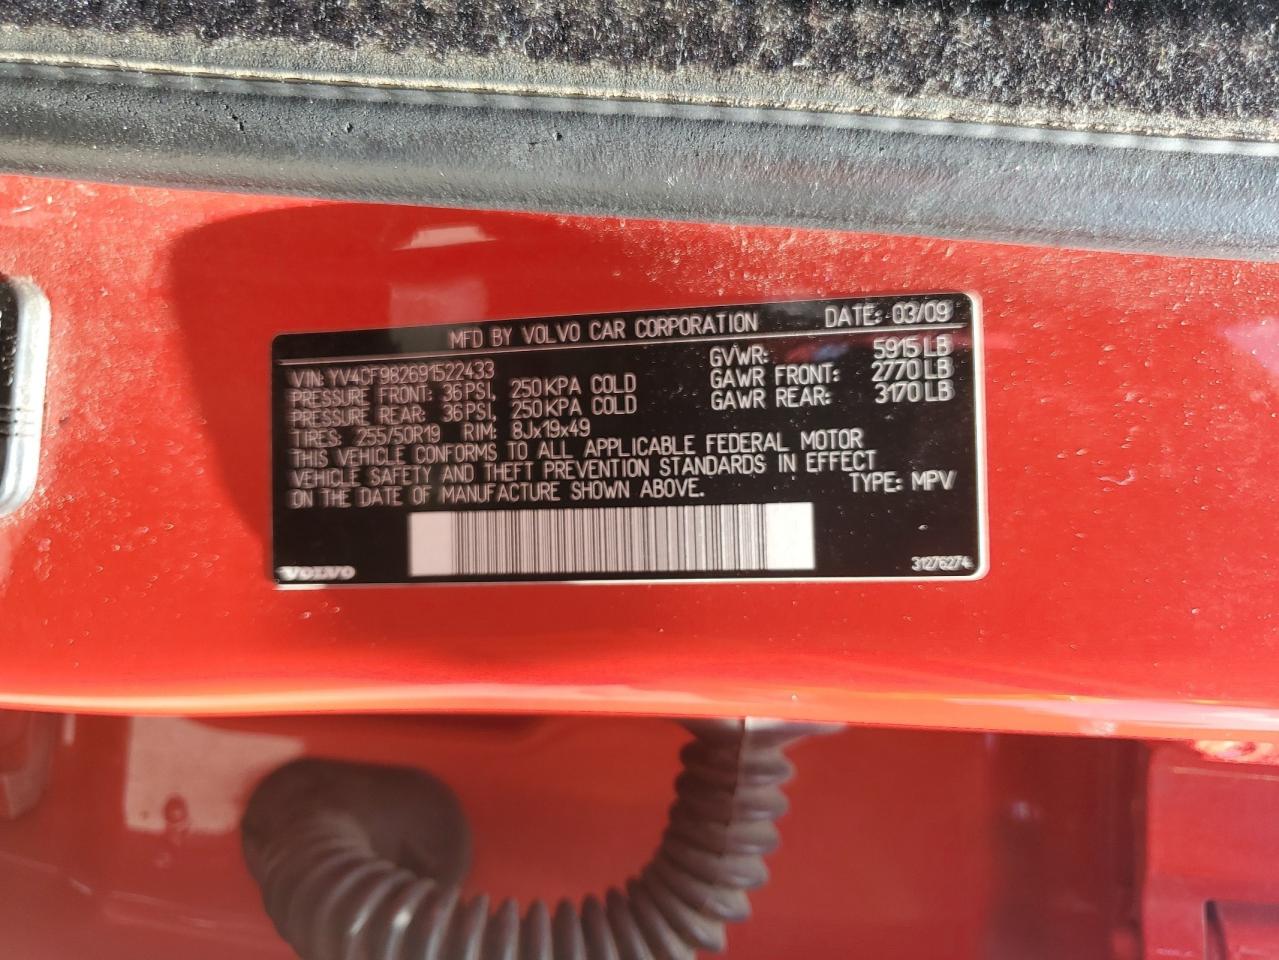 MFD BY VOLVO CAR CORPORATION DATE: 03/09
VIN: YV4CF982691522433 GVWR: 5915 LB
PRESSURE FRONT: 36 PSI, 250 KPA COLD GAWR FRONT: 2770 LB
PRESSURE REAR: 36 PSI, 250 KPA COLD GAWR REAR: 3170 LB
TIRES: 255/50R19 RIM: 8Jx19x49
THIS VEHICLE CONFORMS TO ALL APPLICABLE FEDERAL MOTOR
VEHICLE SAFETY AND THEFT PREVENTION STANDARDS IN EFFECT
ON THE DATE OF MANUFACTURE SHOWN ABOVE. TYPE: MPV
VOLVO 31276274